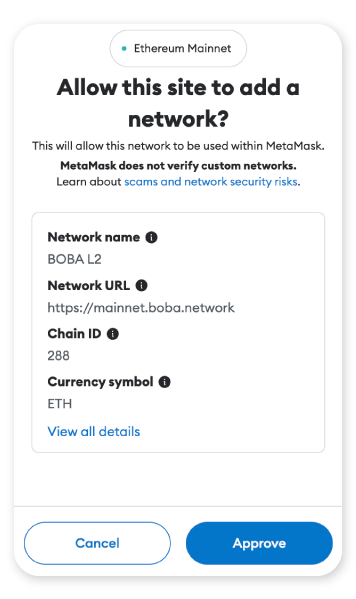 Ethereum Mainnet
Allow this site to add a
network?
This will allow this network to be used within MetaMask.
MetaMask does not verify custom networks.
Learn about scams and network security risks.
Network name
BOBA L2
Network URL
https://mainnet.boba.network
Chain ID
288
Currency symbol
ETH
View all details
Cancel Approve